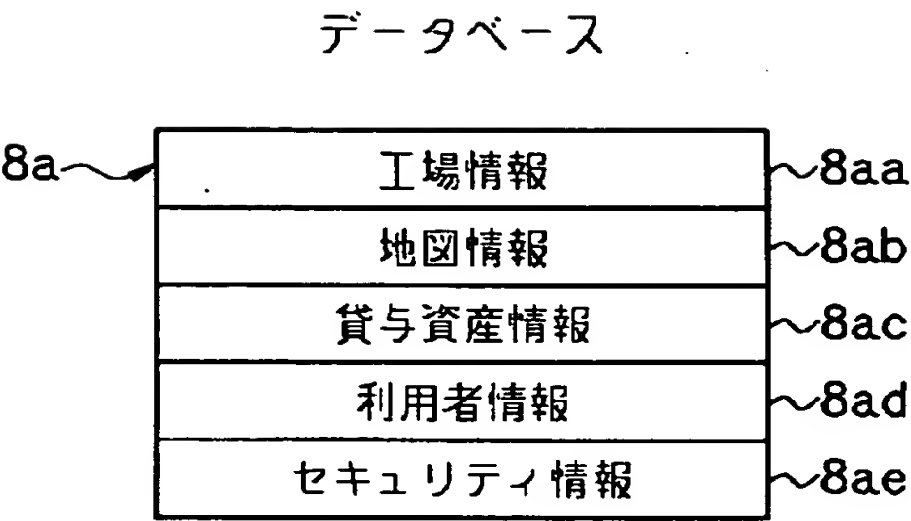 データベース
8a 工場情報 8aa
地図情報 8ab
貸与資産情報 8ac
利用者情報 8ad
セキュリティ情報 8ae